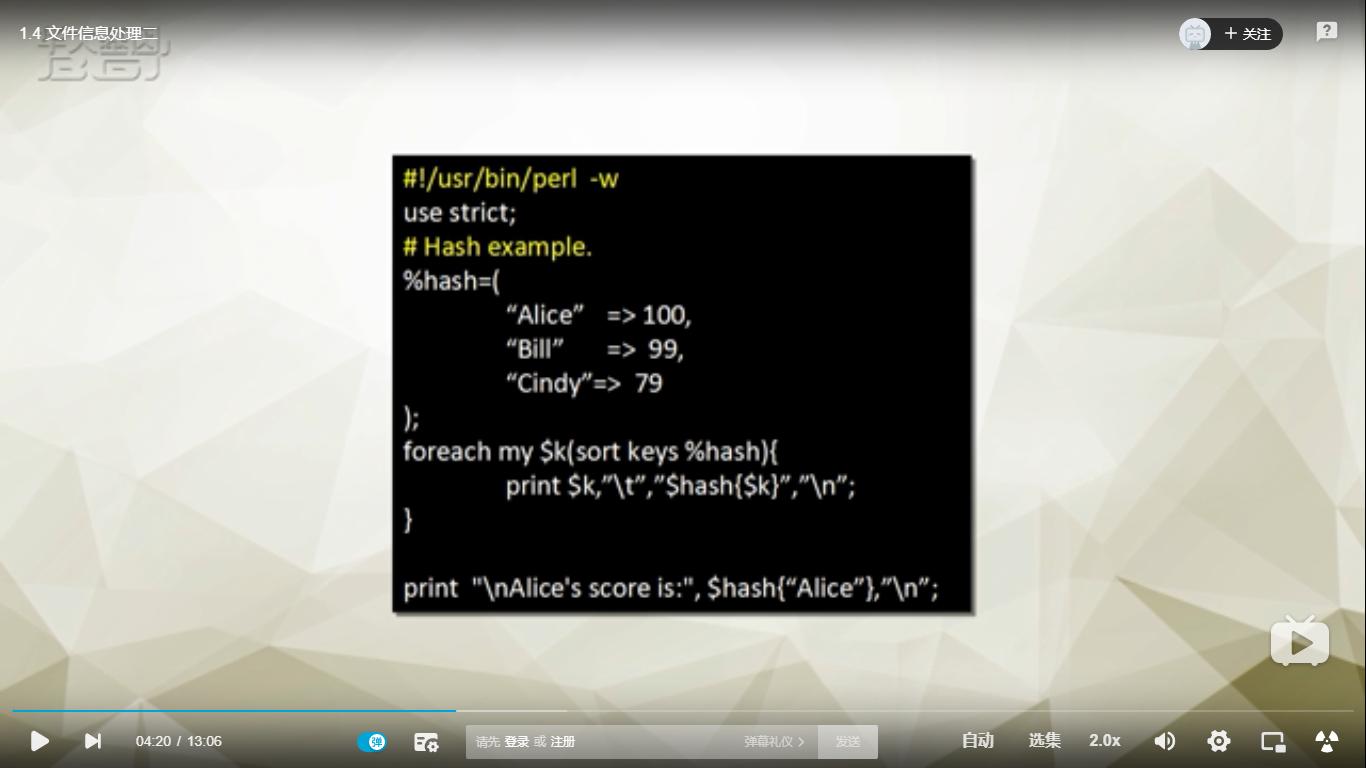 1.4 文件信息处理二
+ 关注
?
#!/usr/bin/perl  -w
use strict;
# Hash example.
%hash=(
“Alice”    => 100,
“Bill”      =>  99,
“Cindy”=>  79
);
foreach my $k(sort keys %hash){
print $k,”\t”,”$hash{$k}”,”\n”;
}
print  "\nAlice's score is:", $hash{“Alice”},”\n”;
04:20 / 13:06
弹
请先 登录 或 注册
弹幕礼仪 >
发送
自动
选集
2.0x